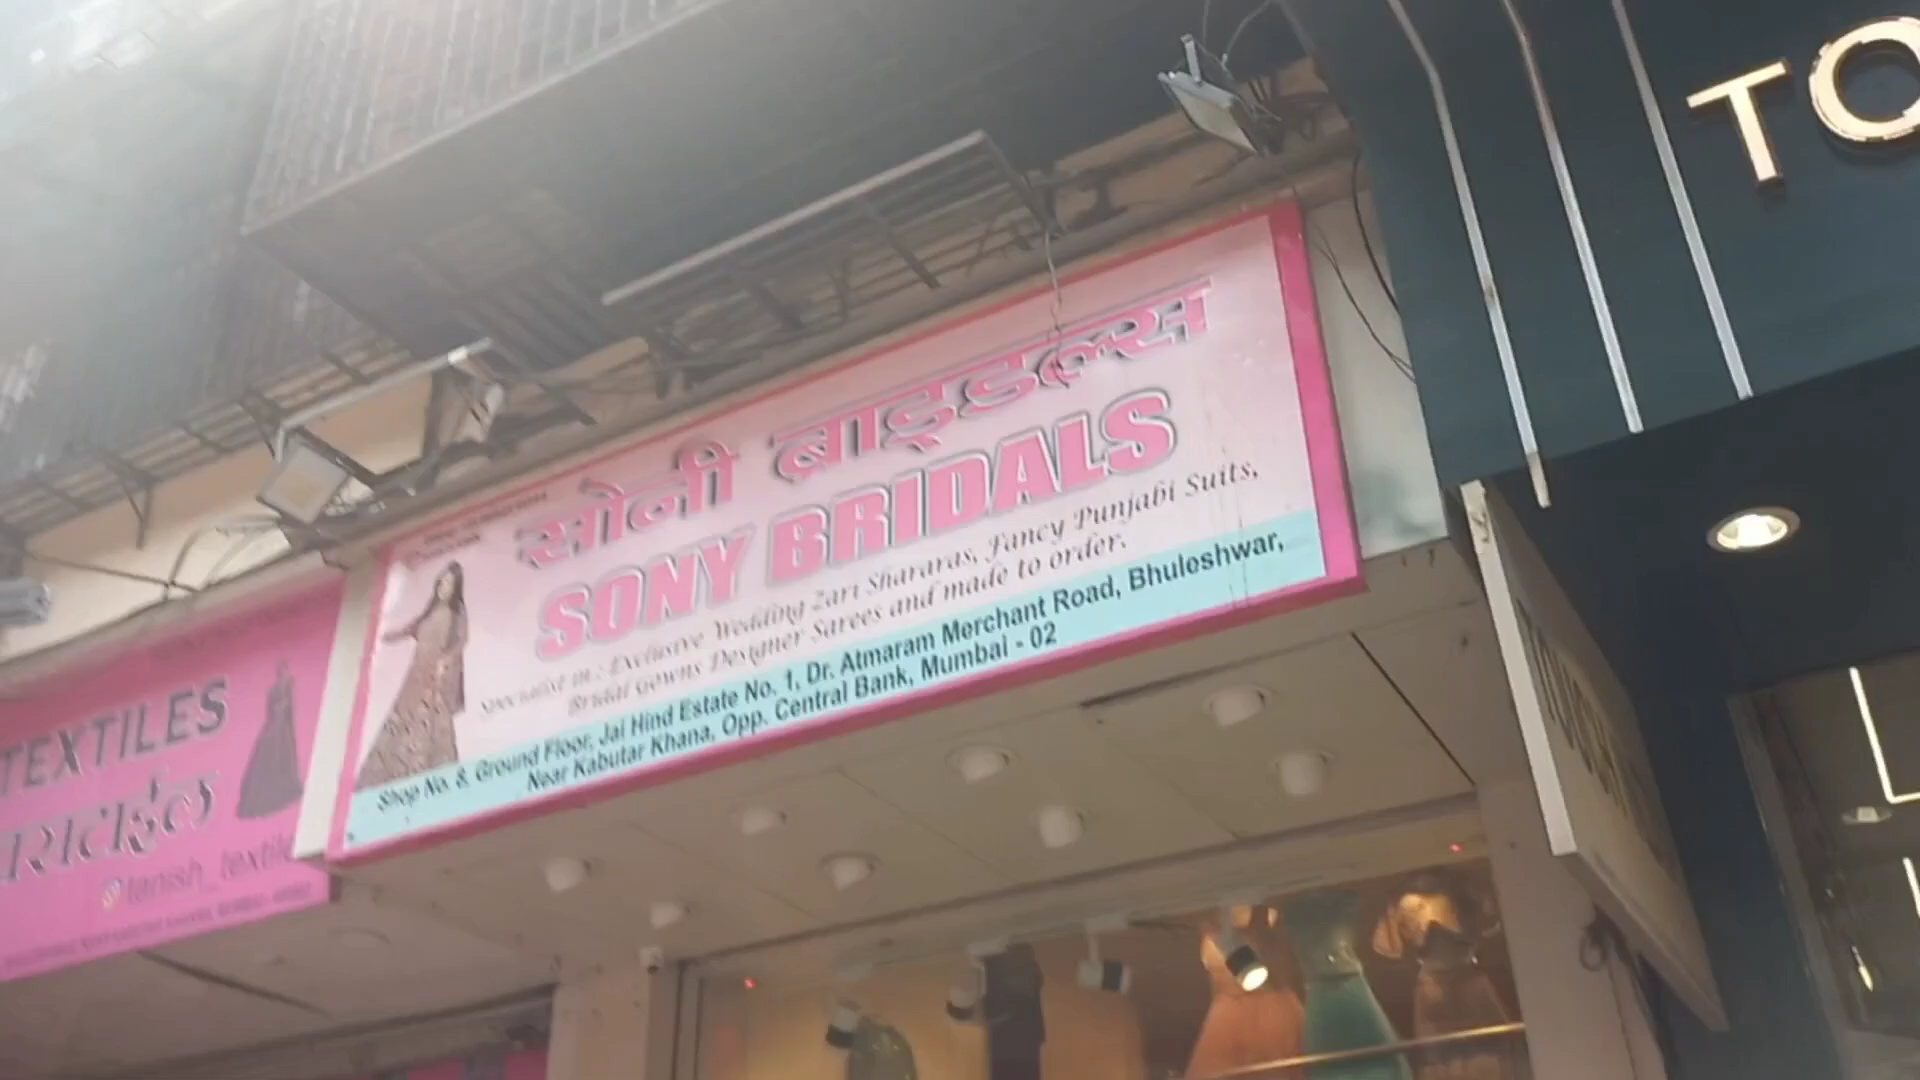 सोनी ब्राइडल्स
SONY BRIDALS
Specialist in : Exclusive Wedding Zari Shararas, Fancy Punjabi Suits,
Bridal Gowns Designer Sarees and made to order.
Shop No. 8, Ground Floor, Jai Hind Estate No. 1, Dr. Atmaram Merchant Road, Bhuleshwar,
Near Kabutar Khana, Opp. Central Bank, Mumbai - 02
TEXTILES
tanish_textile
TO